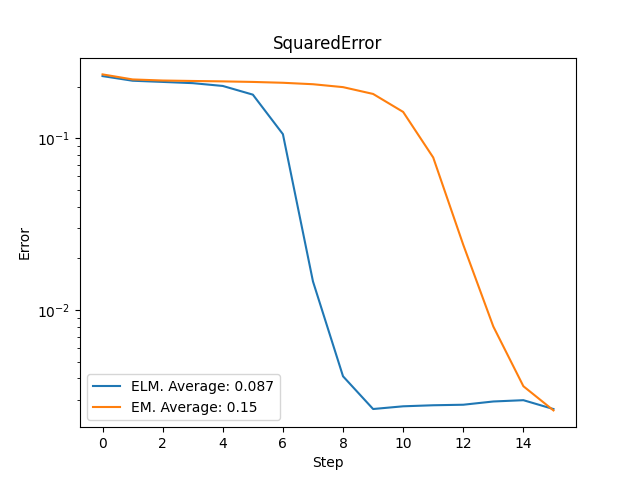 SquaredError
Error
10⁻¹
10⁻²
ELM. Average: 0.087
EM. Average: 0.15
0 2 4 6 8 10 12 14
Step